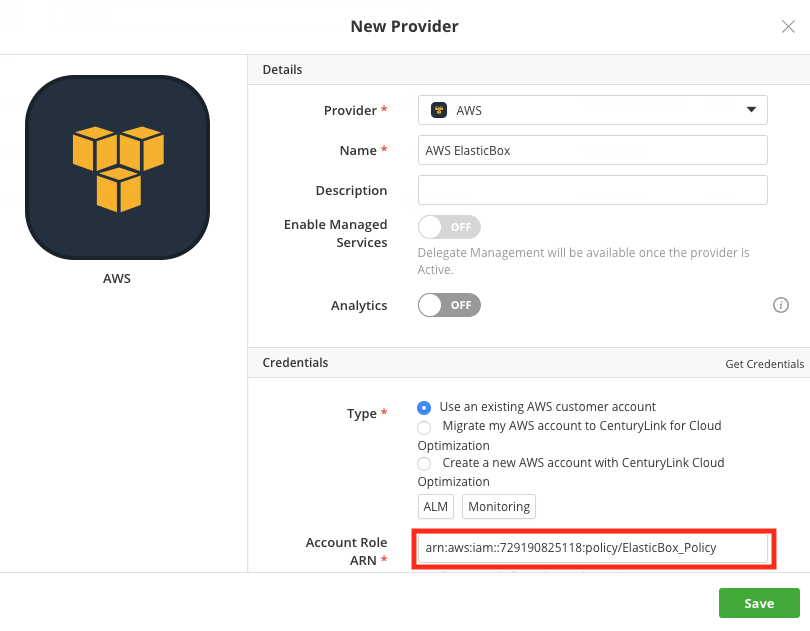 New Provider
AWS
Details
Provider *
AWS
Name *
AWS ElasticBox
Description
Enable Managed
Services
OFF
Delegate Management will be available once the provider is
Active.
Analytics
OFF
Credentials
Get Credentials
Type *
Use an existing AWS customer account
Migrate my AWS account to CenturyLink for Cloud
Optimization
Create a new AWS account with CenturyLink Cloud
Optimization
ALM
Monitoring
Account Role
ARN *
arn:aws:iam::729190825118:policy/ElasticBox_Policy
Save